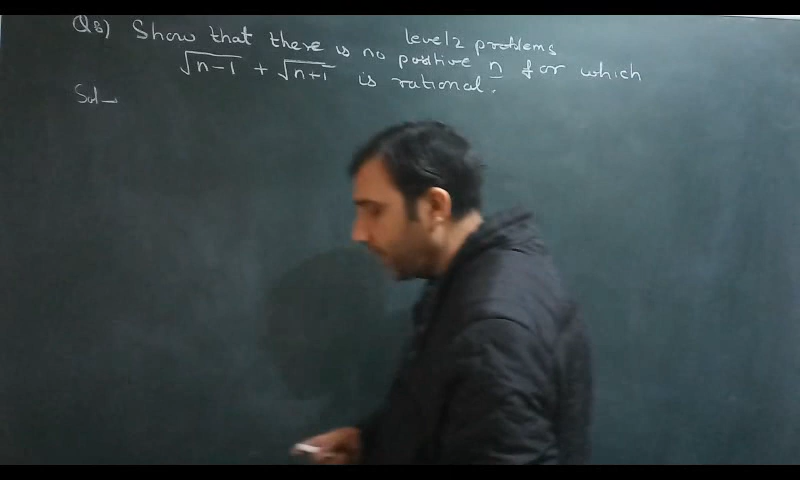 level 2 problems
Q8) Show that there is no positive n for which
√n-1 + √n+1 is rational.
Sol -